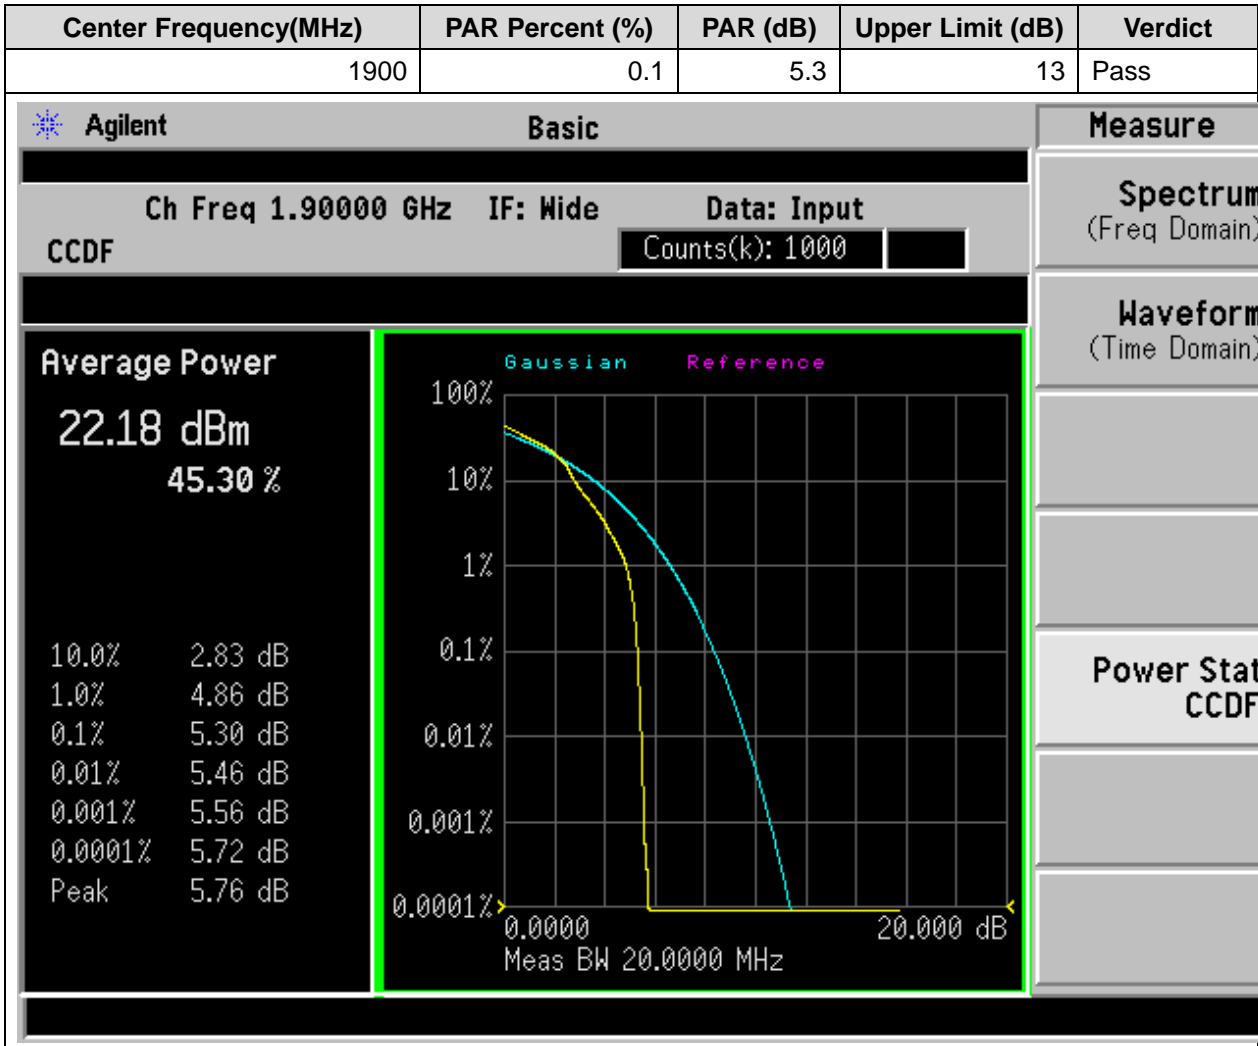 Center Frequency(MHz) PAR Percent (%) PAR (dB) Upper Limit (dB) Verdict
1900 0.1 5.3 13 Pass
Agilent Basic Measure
Ch Freq 1.90000 GHz IF: Wide Data: Input
CCDF Counts(k): 1000
Spectrum
(Freq Domain)
Waveform
(Time Domain)
Power Stat
CCDF
Average Power
22.18 dBm
45.30 %
10.0% 2.83 dB
1.0% 4.86 dB
0.1% 5.30 dB
0.01% 5.46 dB
0.001% 5.56 dB
0.0001% 5.72 dB
Peak 5.76 dB
Gaussian Reference
100%
10%
1%
0.1%
0.01%
0.001%
0.0001%
0.0000 20.000 dB
Meas BW 20.0000 MHz